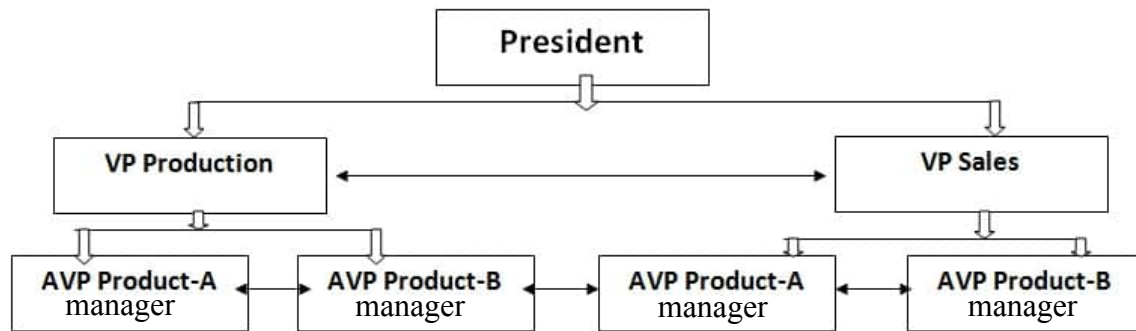 President
VP Production
VP Sales
AVP Product-A
manager
AVP Product-B
manager
AVP Product-A
manager
AVP Product-B
manager